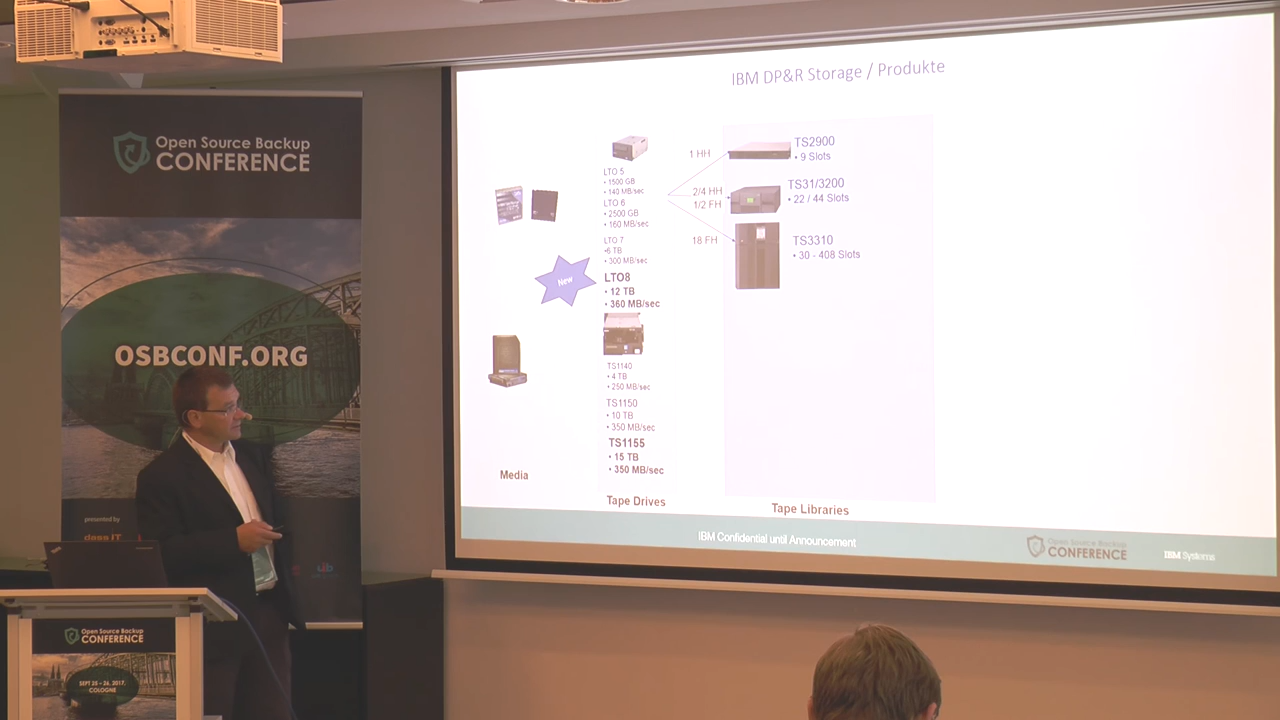 Open Source Backup
CONFERENCE
OSBCONF.ORG
presented by
Open Source Backup
CONFERENCE
SEPT 25 - 26, 2017,
COLOGNE
IBM DP&R Storage / Produkte
LTO 5
• 1500 GB
• 140 MB/sec
LTO 6
• 2500 GB
• 160 MB/sec
LTO 7
•6 TB
• 300 MB/sec
New
LTO8
• 12 TB
• 360 MB/sec
TS1140
• 4 TB
• 250 MB/sec
TS1150
• 10 TB
• 350 MB/sec
TS1155
• 15 TB
• 350 MB/sec
1 HH
2/4 HH
1/2 FH
18 FH
TS2900
• 9 Slots
TS31/3200
• 22 / 44 Slots
TS3310
• 30 - 408 Slots
Media
Tape Drives
Tape Libraries
IBM Confidential until Announcement
Open Source Backup
CONFERENCE
IBM Systems